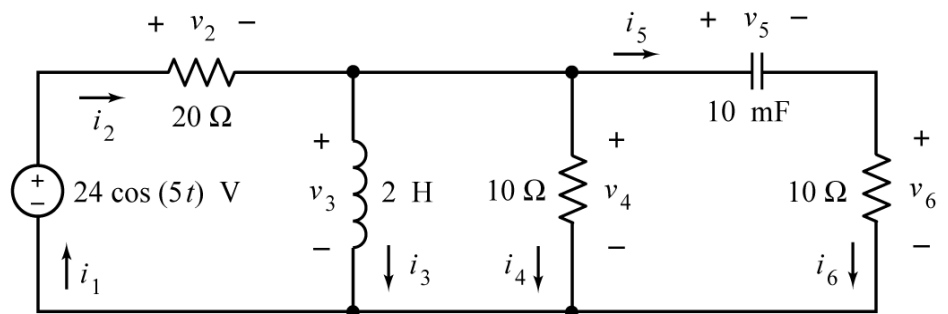 + v2 −
i5
+ v5 −
i2
20 Ω
10 mF
+
−
24 cos (5t) V
+
v3
−
2 H
10 Ω
+
v4
−
10 Ω
+
v6
−
i1
i3
i4
i6